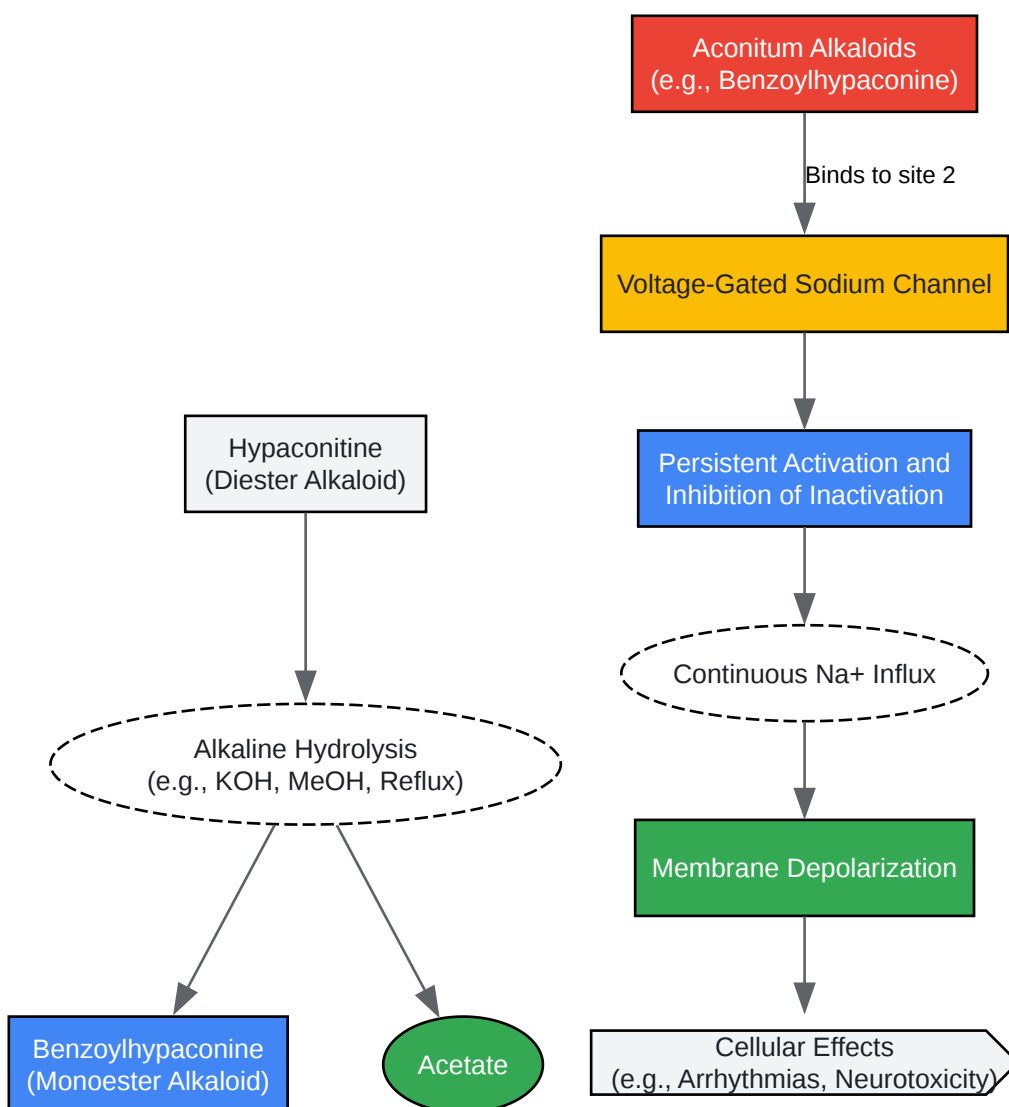 Aconitum Alkaloids
(e.g., Benzoylhypaconine)
Binds to site 2
Voltage-Gated Sodium Channel
Persistent Activation and
Inhibition of Inactivation
Continuous Na+ Influx
Membrane Depolarization
Cellular Effects
(e.g., Arrhythmias, Neurotoxicity)
Hypaconitine
(Diester Alkaloid)
Alkaline Hydrolysis
(e.g., KOH, MeOH, Reflux)
Benzoylhypaconine
(Monoester Alkaloid)
Acetate